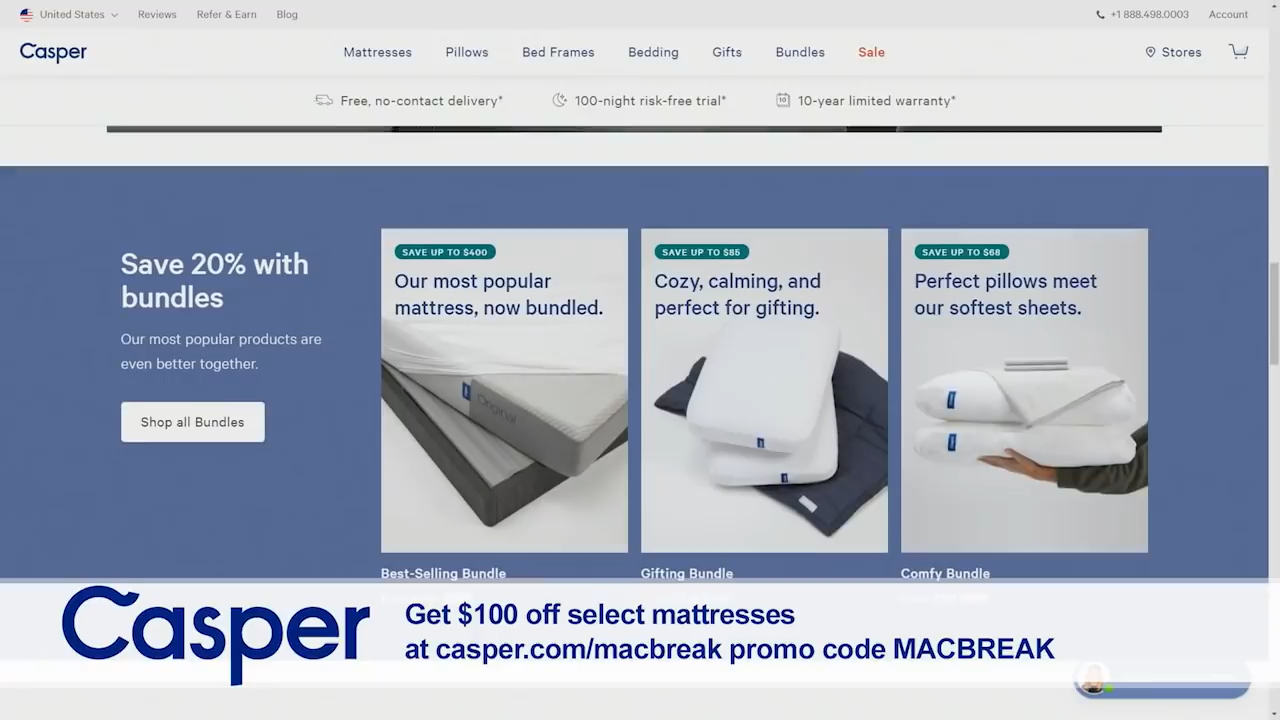 United States
Reviews
Refer & Earn
Blog
+1 888.498.0003
Account
Casper
Mattresses
Pillows
Bed Frames
Bedding
Gifts
Bundles
Sale
Stores
Free, no-contact delivery*
100-night risk-free trial*
10
10-year limited warranty*
Save 20% with
bundles
Our most popular products are
even better together.
Shop all Bundles
SAVE UP TO $400
Our most popular
mattress, now bundled.
Original
Best-Selling Bundle
SAVE UP TO $85
Cozy, calming, and
perfect for gifting.
Gifting Bundle
SAVE UP TO $68
Perfect pillows meet
our softest sheets.
Comfy Bundle
Casper
Get $100 off select mattresses
at casper.com/macbreak promo code MACBREAK